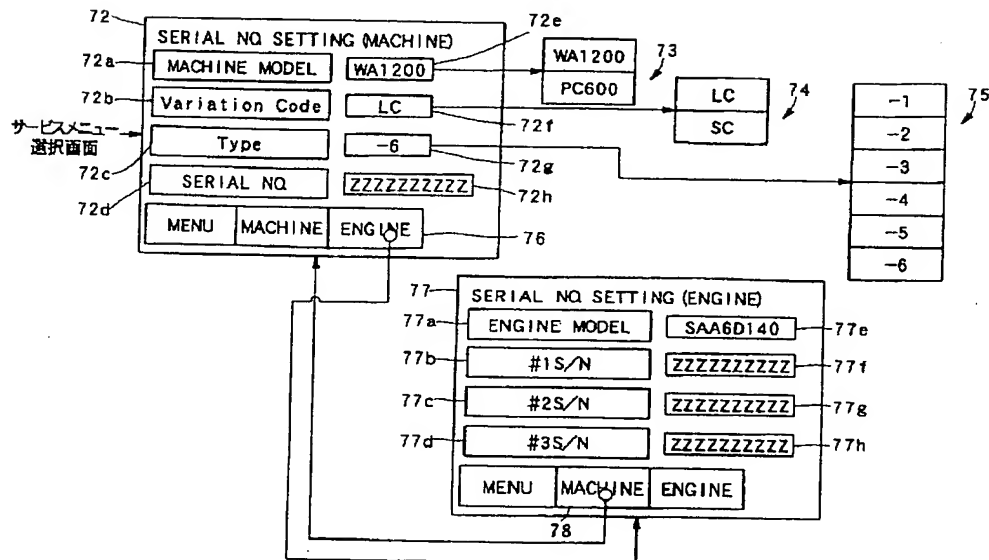 72
SERIAL NO. SETTING (MACHINE)
72e
72a
MACHINE MODEL
WA1200
WA1200
PC600
73
72b
Variation Code
LC
72f
LC
SC
74
サービスメニュー
選択画面
Type
-6
72g
72c
-1
-2
-3
-4
-5
-6
75
72d
SERIAL NO.
ZZZZZZZZZZ
72h
MENU
MACHINE
ENGINE
76
77
SERIAL NO. SETTING (ENGINE)
77a
ENGINE MODEL
SAA6D140
77e
77b
#1S/N
ZZZZZZZZZZ
77f
77c
#2S/N
ZZZZZZZZZZ
77g
77d
#3S/N
ZZZZZZZZZZ
77h
MENU
MACHINE
ENGINE
78